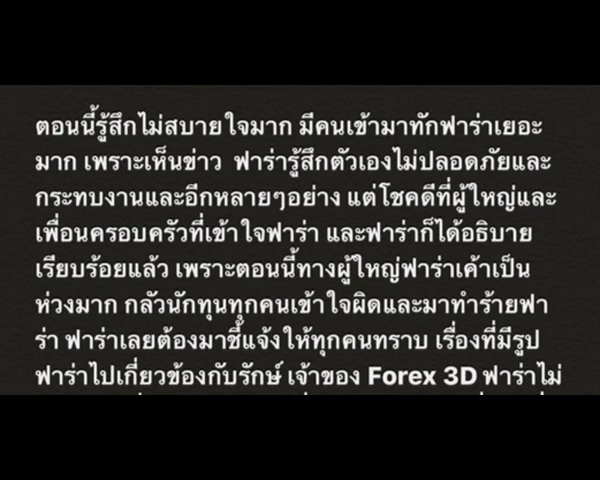 ตอนนี้รู้สึกไม่สบายใจมาก มีคนเข้ามาทักฟาร่าเยอะ
มาก เพราะเห็นข่าว ฟาร่ารู้สึกตัวเองไม่ปลอดภัยและ
กระทบงานและอีกหลายๆอย่าง แต่โชคดีที่ผู้ใหญ่และ
เพื่อนครอบครัวที่เข้าใจฟาร่า และฟาร่าก็ได้อธิบาย
เรียบร้อยแล้ว เพราะตอนนี้ทางผู้ใหญ่ฟาร่าเค้าเป็น
ห่วงมาก กลัวนักทุนทุกคนเข้าใจผิดและมาทำร้ายฟา
ร่า ฟาร่าเลยต้องมาชี้แจ้งให้ทุกคนทราบ เรื่องที่มีรูป
ฟาร่าไปเกี่ยวข้องกับรักษ์ เจ้าของ Forex 3D ฟาร่าไม่